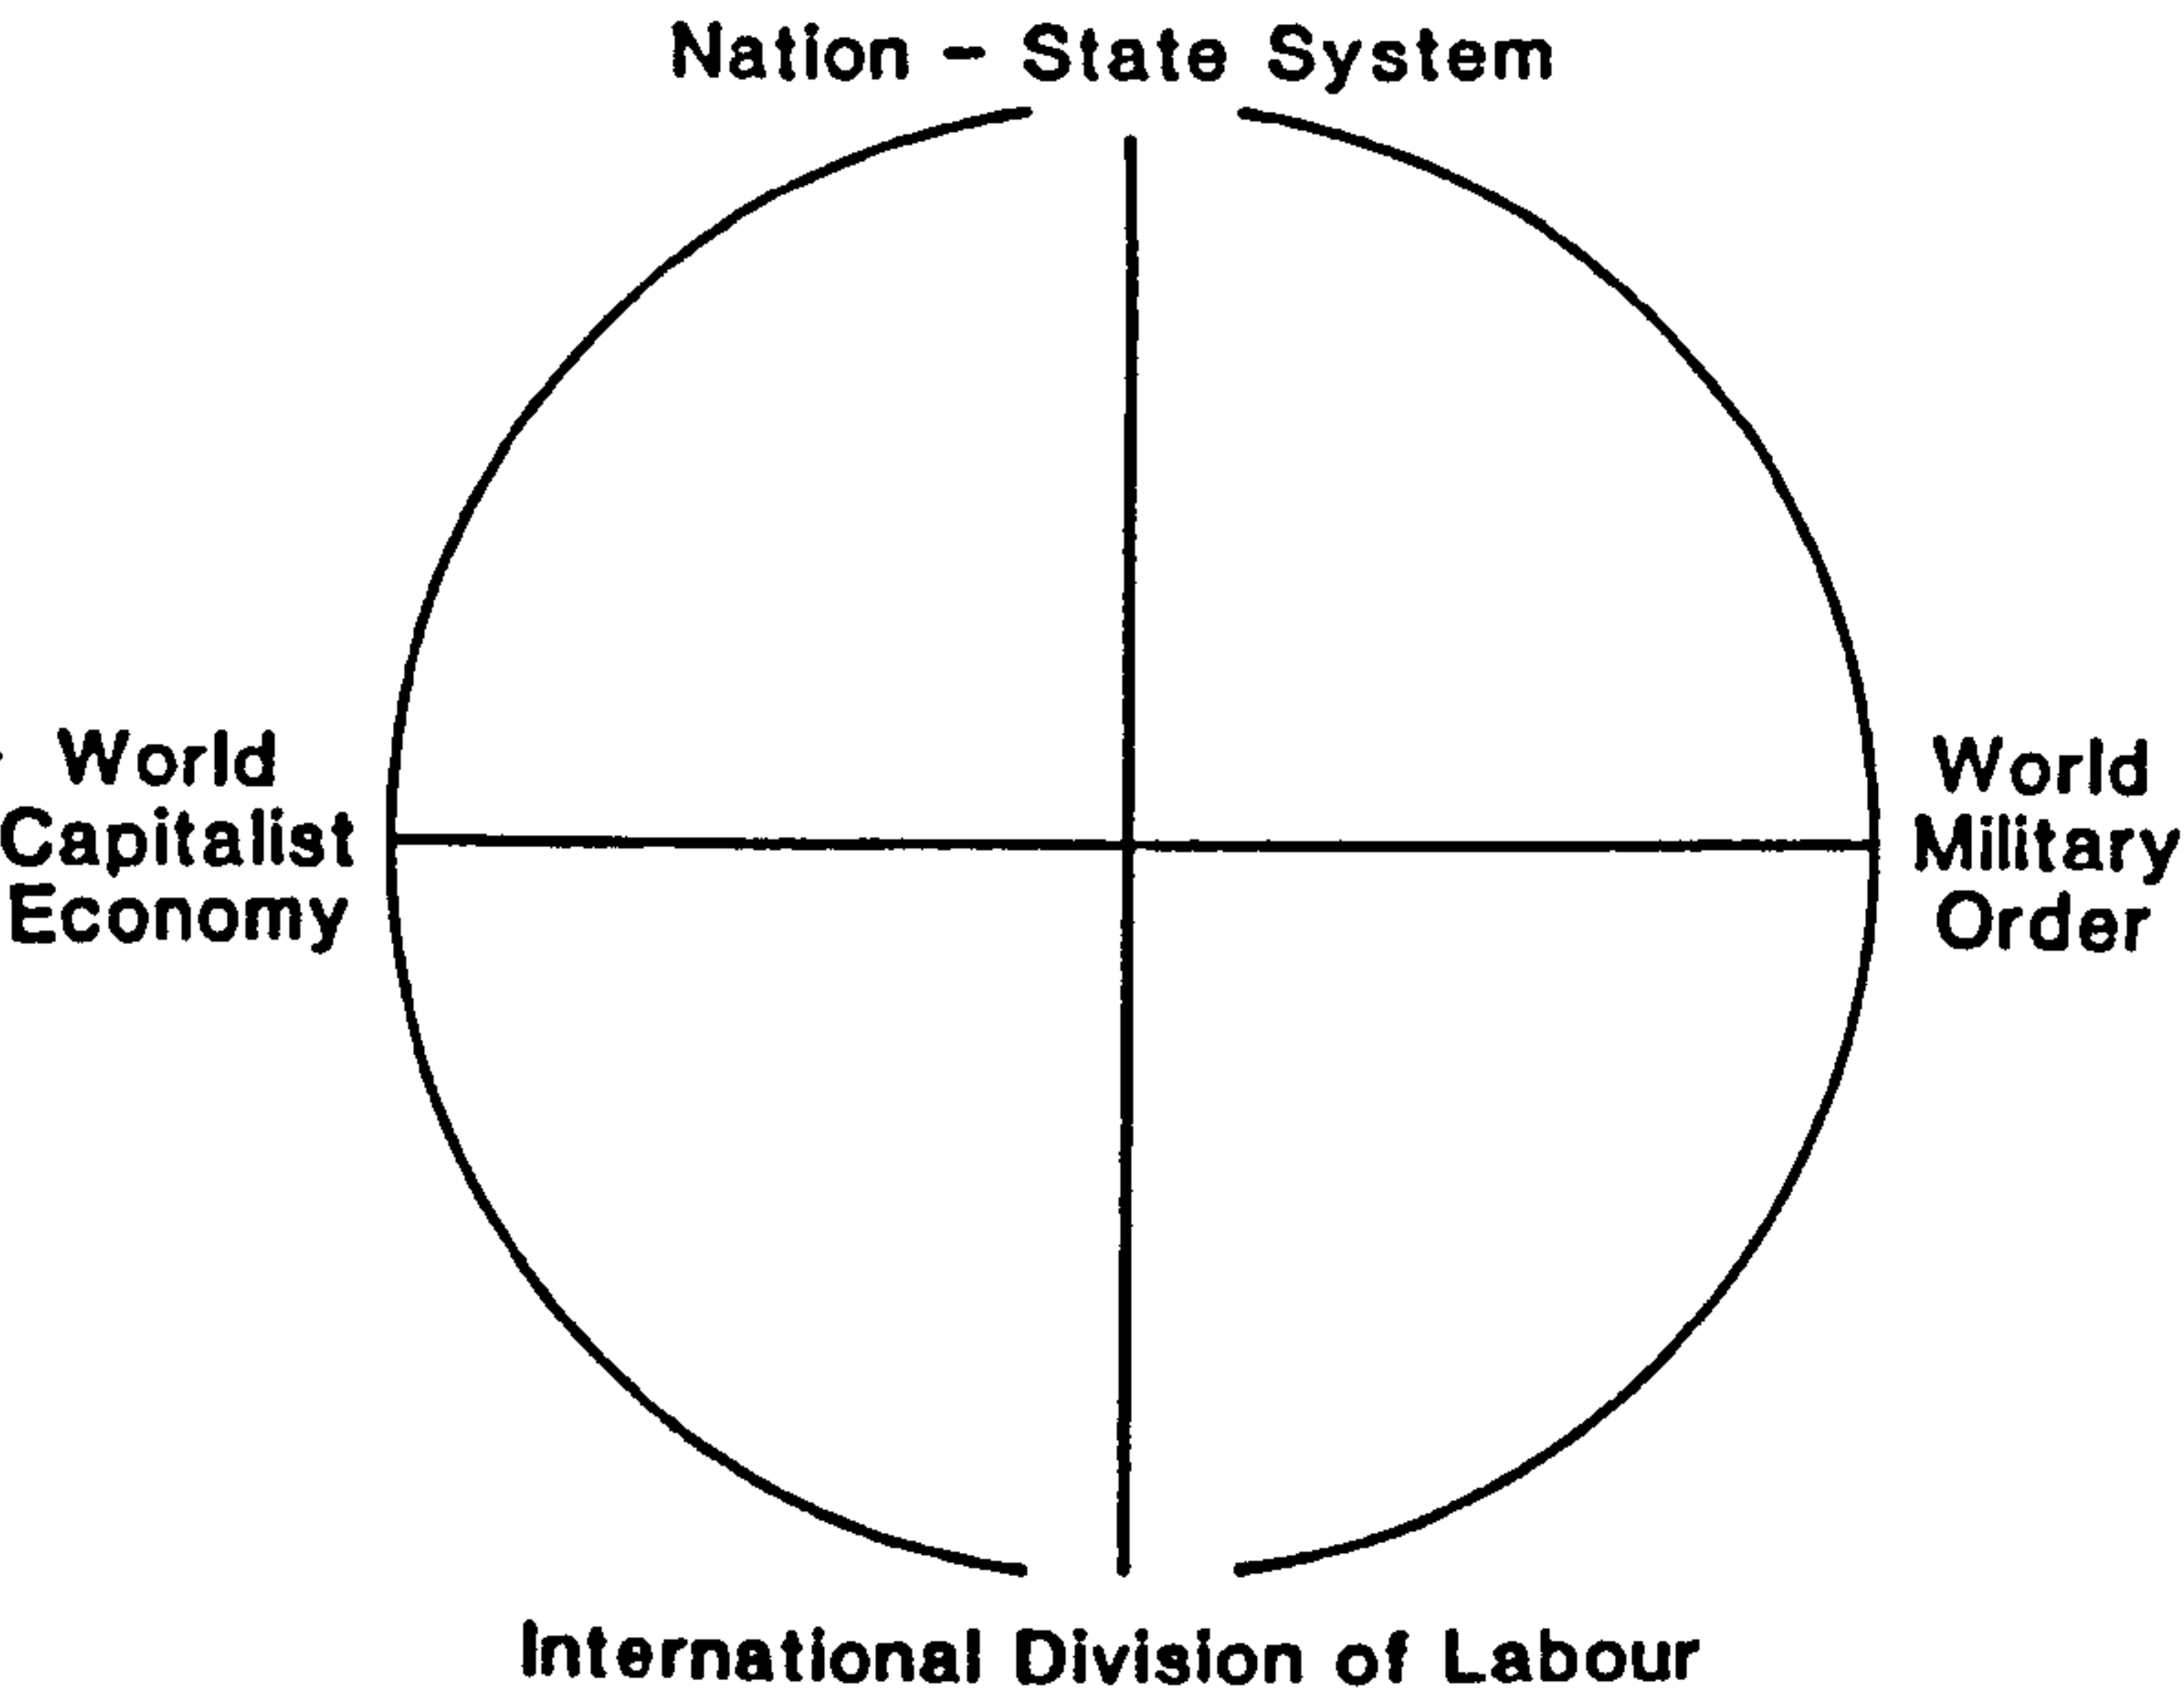 Nation – State System
World
Capitalist
Economy
World
Military
Order
International Division of Labour